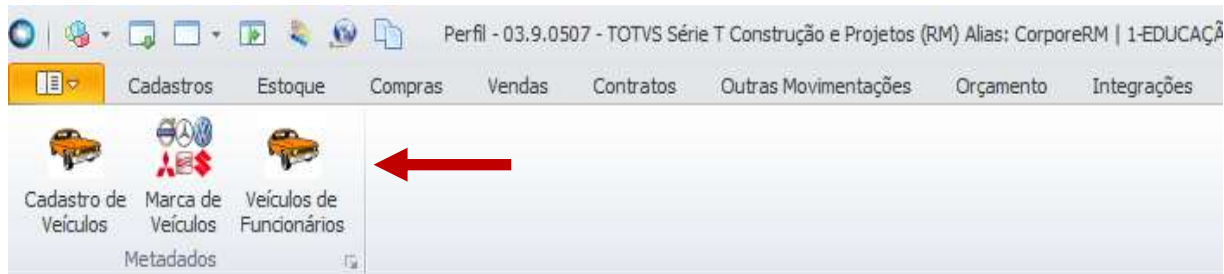 Perfil - 03.9.0507 - TOTVS Série T Construção e Projetos (RM) Alias: CorporeRM | 1-EDUCAÇÃ
Cadastros Estoque Compras Vendas Contratos Outras Movimentações Orçamento Integrações
Cadastro de Veículos
Marca de Veículos
Veículos de Funcionários
Metadados